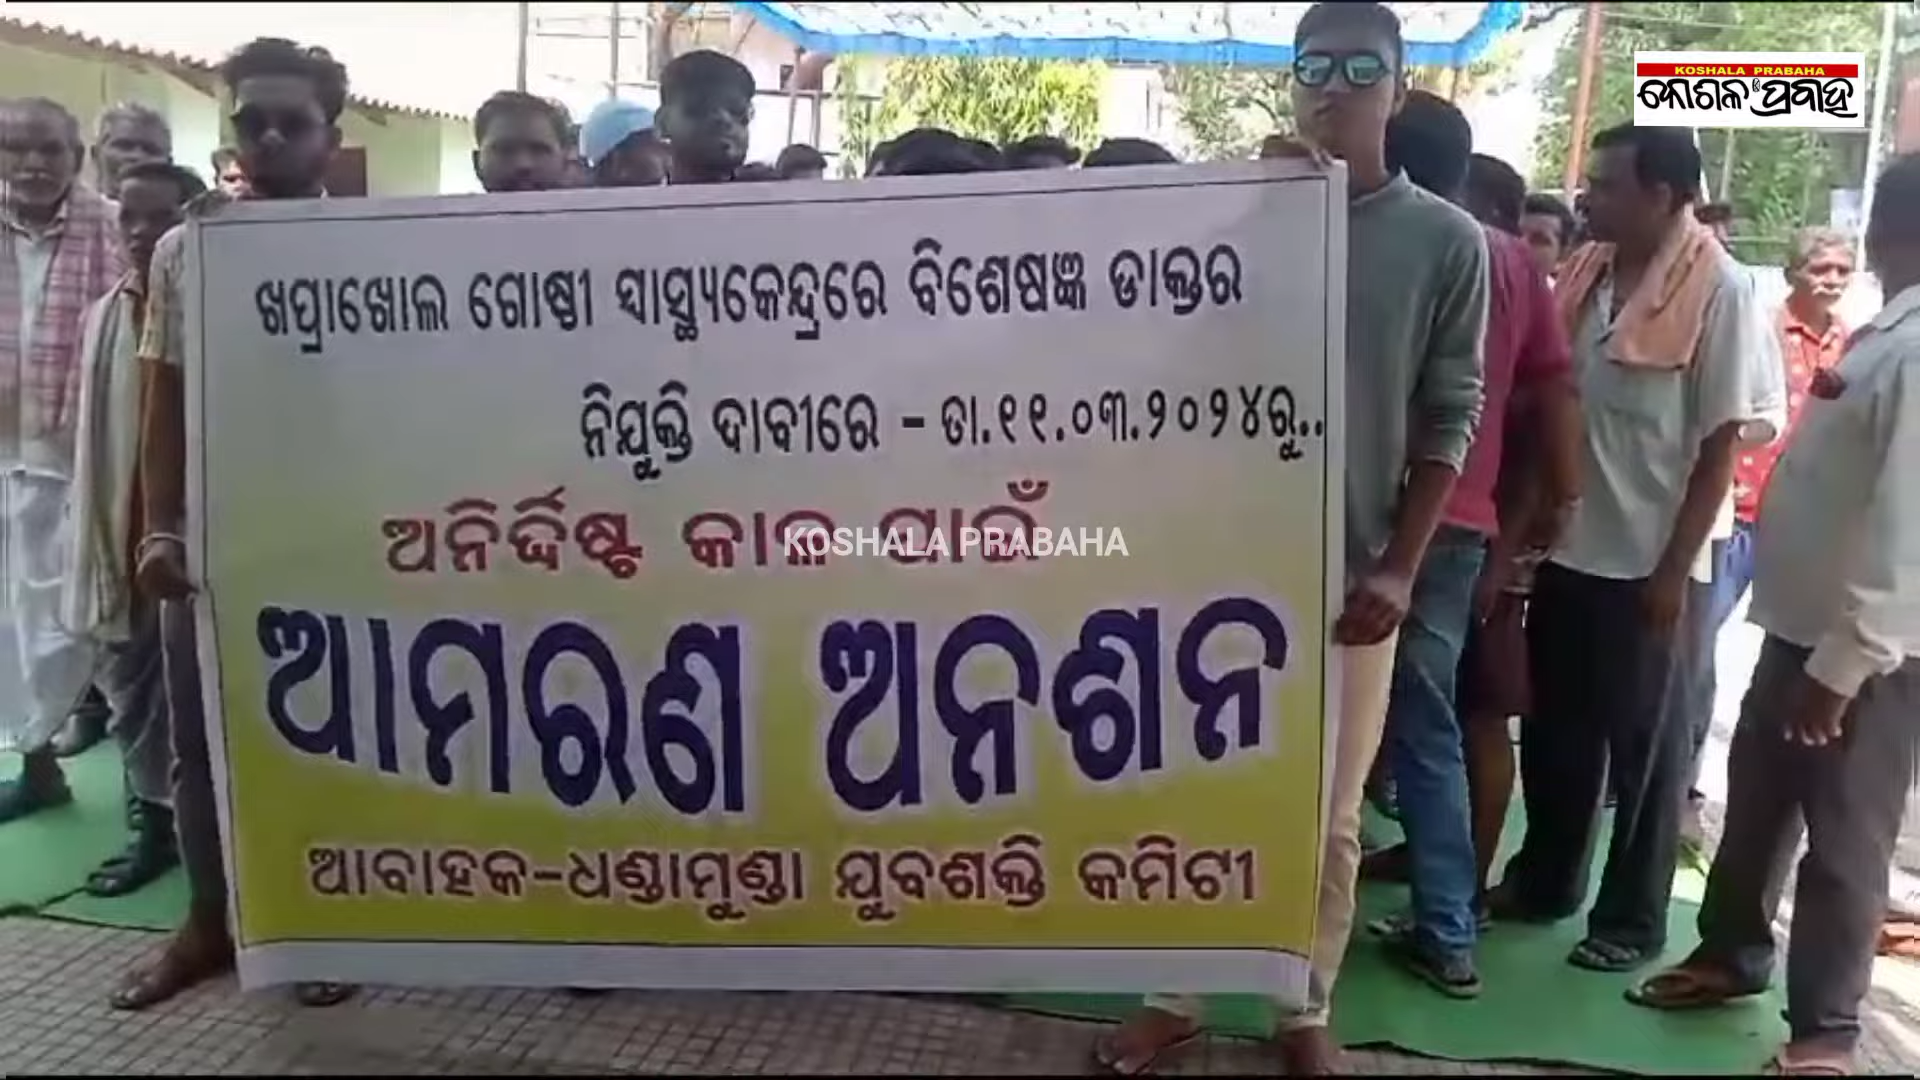 KOSHALA PRABAHA
କୋଶଳ ପ୍ରବାହ
ଖପ୍ରାଖୋଲ ଗୋଷ୍ଠୀ ସ୍ୱାସ୍ଥ୍ୟକେନ୍ଦ୍ରରେ ବିଶେଷଜ୍ଞ ଡାକ୍ତର
ନିଯୁକ୍ତି ଦାବୀରେ - ତା.୧୧.୦୩.୨୦୨୪ରୁ..
ଅନିର୍ଦ୍ଦିଷ୍ଟ କାଳ ପାଇଁ
KOSHALA PRABAHA
ଆମରଣ ଅନଶନ
ଆବାହକ-ଧଣ୍ଡାମୁଣ୍ଡା ଯୁବଶକ୍ତି କମିଟୀ